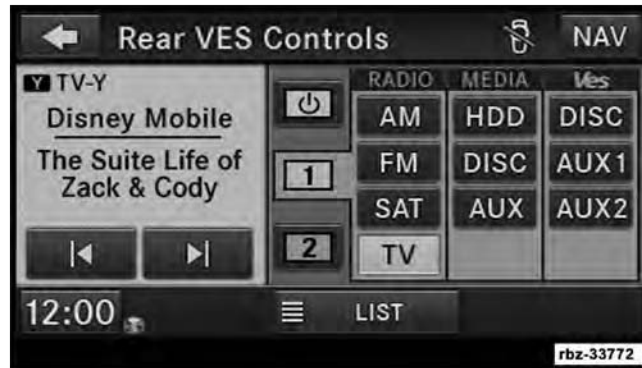 Rear VES Controls
NAV
Y TV-Y
Disney Mobile
The Suite Life of
Zack & Cody
1
2
RADIO MEDIA Ves
AM HDD DISC
FM DISC AUX1
SAT AUX AUX2
TV
12:00
LIST
rbz-33772